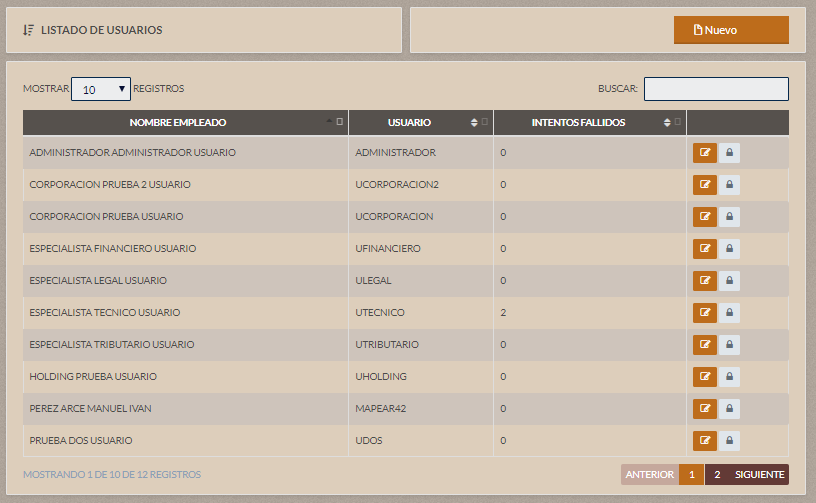 LISTADO DE USUARIOS
Nuevo
MOSTRAR 10 REGISTROS
BUSCAR:
NOMBRE EMPLEADO USUARIO INTENTOS FALLIDOS
ADMINISTRADOR ADMINISTRADOR USUARIO ADMINISTRADOR 0
CORPORACION PRUEBA 2 USUARIO UCORPORACION2 0
CORPORACION PRUEBA USUARIO UCORPORACION 0
ESPECIALISTA FINANCIERO USUARIO UFINANCIERO 0
ESPECIALISTA LEGAL USUARIO ULEGAL 0
ESPECIALISTA TECNICO USUARIO UTECNICO 2
ESPECIALISTA TRIBUTARIO USUARIO UTRIBUTARIO 0
HOLDING PRUEBA USUARIO UHOLDING 0
PEREZ ARCE MANUEL IVAN MAPEAR42 0
PRUEBA DOS USUARIO UDOS 0
MOSTRANDO 1 DE 10 DE 12 REGISTROS
ANTERIOR 1 2 SIGUIENTE